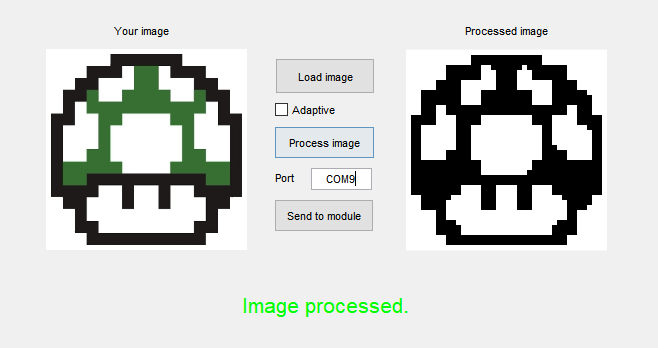 Your image
Processed image
Load image
Adaptive
Process image
Port
COM9
Send to module
Image processed.